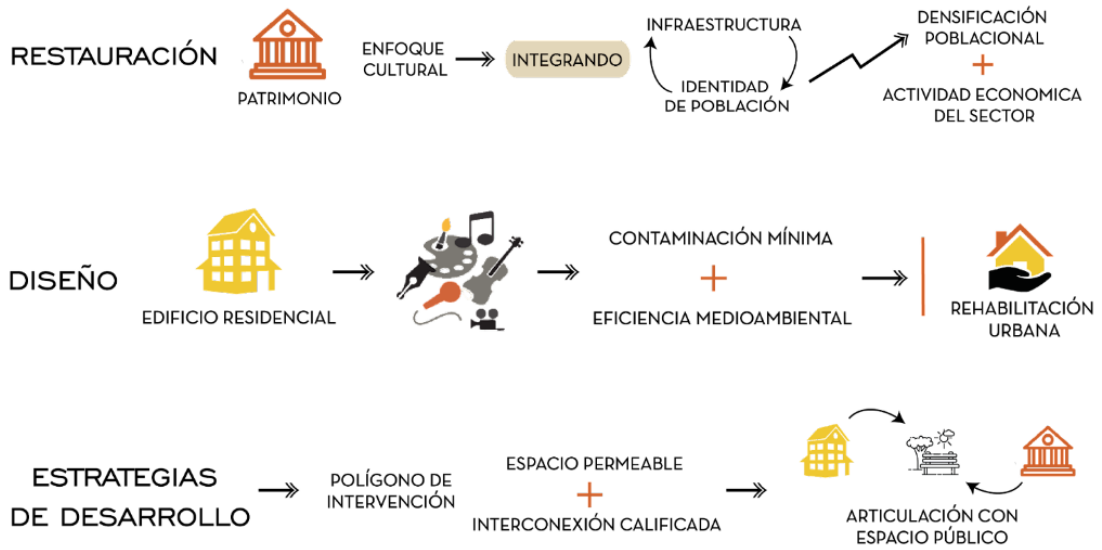 RESTAURACIÓN
PATRIMONIO
ENFOQUE
CULTURAL
INTEGRANDO
INFRAESTRUCTURA
IDENTIDAD
DE POBLACIÓN
DENSIFICACIÓN
POBLACIONAL
+
ACTIVIDAD ECONOMICA
DEL SECTOR
DISEÑO
EDIFICIO RESIDENCIAL
CONTAMINACIÓN MÍNIMA
+
EFICIENCIA MEDIOAMBIENTAL
REHABILITACIÓN
URBANA
ESTRATEGIAS
DE DESARROLLO
POLÍGONO DE
INTERVENCIÓN
ESPACIO PERMEABLE
+
INTERCONEXIÓN CALIFICADA
ARTICULACIÓN CON
ESPACIO PÚBLICO